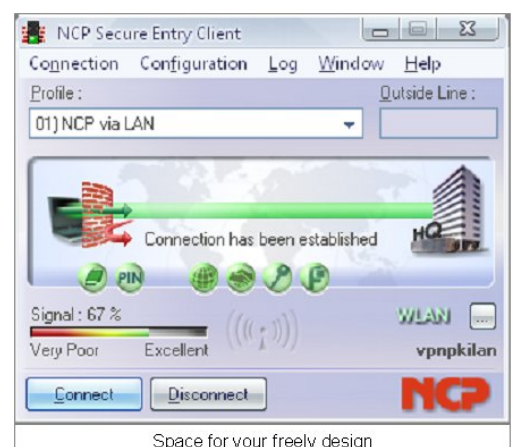 NCP Secure Entry Client
Connection Configuration Log Window Help
Profile : Outside Line :
01) NCP via LAN
HQ
Connection has been established
PIN
Signal : 67 % WLAN ...
Very Poor Excellent vpnpkilan
Connect Disconnect NCP
Space for your freely design